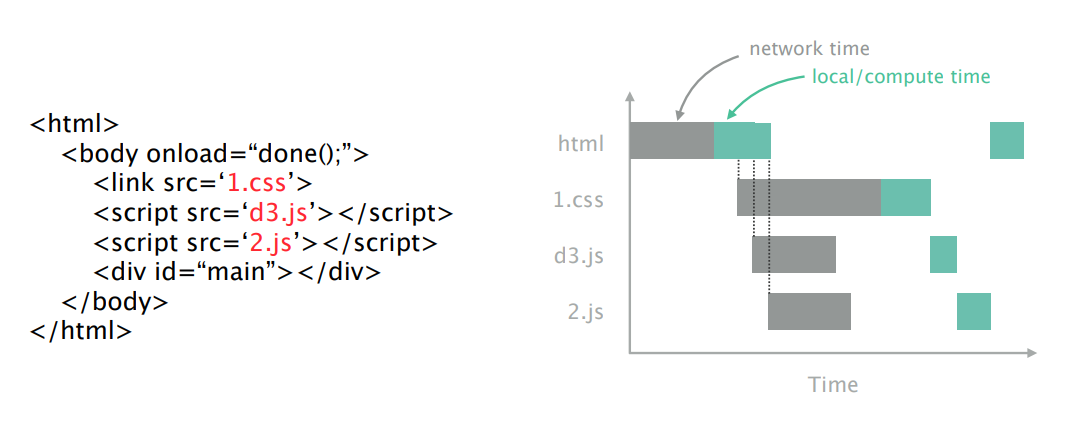 <html>
<body onload=“done();”>
<link src=‘1.css’>
<script src=‘d3.js’></script>
<script src=‘2.js’></script>
<div id=“main”></div>
</body>
</html>
network time
local/compute time
html
1.css
d3.js
2.js
Time